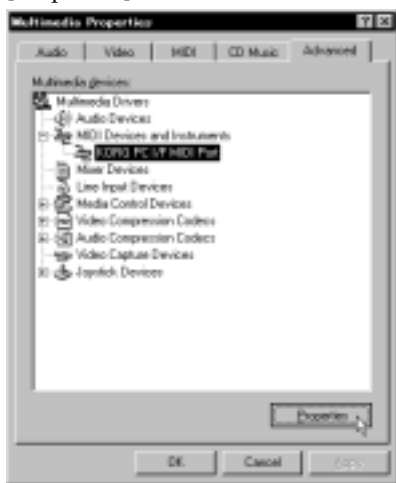 Multimedia Properties
Audio Video MIDI CD Music Advanced
Multimedia devices:
Multimedia Drivers
Audio Devices
MIDI Devices and Instruments
KORG PC I/F MIDI Port
Mixer Devices
Line Input Devices
Media Control Devices
Video Compression Codecs
Audio Compression Codecs
Video Capture Devices
Joystick Devices
Properties
OK Cancel Apply